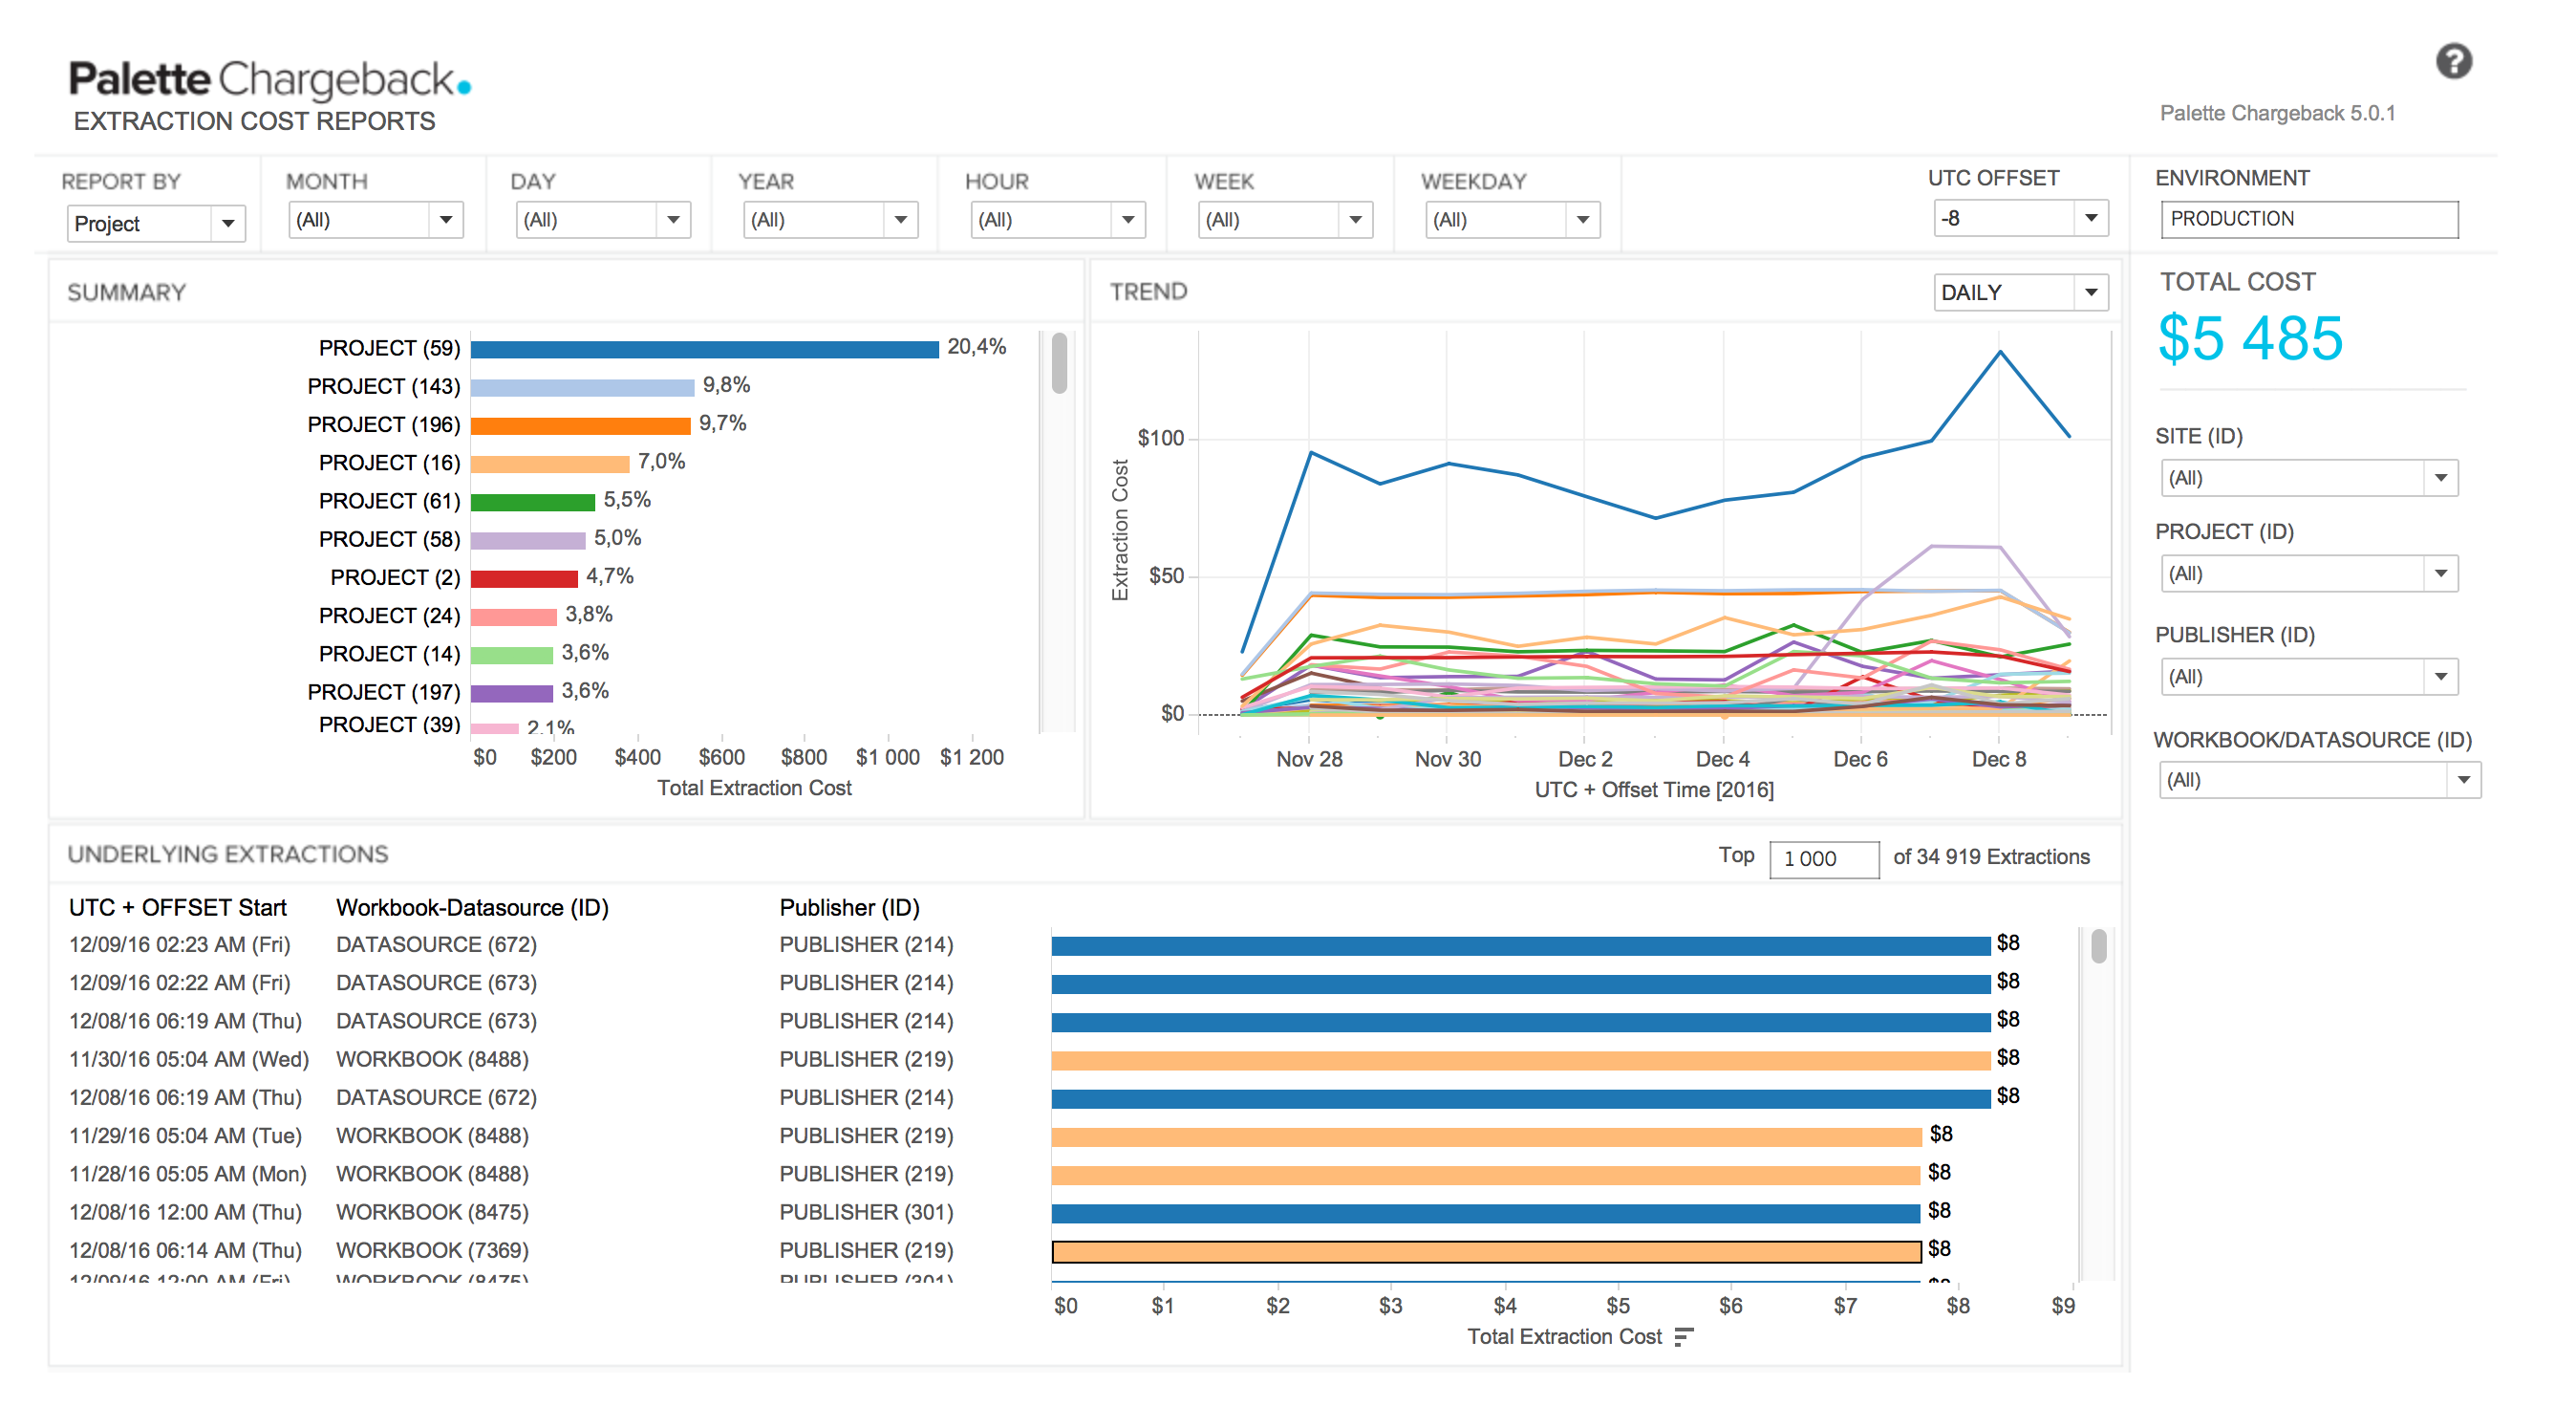 Palette Chargeback.
EXTRACTION COST REPORTS
?
Palette Chargeback 5.0.1
REPORT BY MONTH DAY YEAR HOUR WEEK WEEKDAY UTC OFFSET ENVIRONMENT
Project (All) (All) (All) (All) (All) (All) -8 PRODUCTION
SUMMARY
PROJECT (59) 20,4%
PROJECT (143) 9,8%
PROJECT (196) 9,7%
PROJECT (16) 7,0%
PROJECT (61) 5,5%
PROJECT (58) 5,0%
PROJECT (2) 4,7%
PROJECT (24) 3,8%
PROJECT (14) 3,6%
PROJECT (197) 3,6%
PROJECT (39) 2,1%
$0 $200 $400 $600 $800 $1 000 $1 200
Total Extraction Cost
TREND
DAILY
Extraction Cost
$100
$50
$0
Nov 28 Nov 30 Dec 2 Dec 4 Dec 6 Dec 8
UTC + Offset Time [2016]
TOTAL COST
$5 485
SITE (ID)
(All)
PROJECT (ID)
(All)
PUBLISHER (ID)
(All)
WORKBOOK/DATASOURCE (ID)
(All)
UNDERLYING EXTRACTIONS
Top 1 000 of 34 919 Extractions
UTC + OFFSET Start Workbook-Datasource (ID) Publisher (ID)
12/09/16 02:23 AM (Fri) DATASOURCE (672) PUBLISHER (214) $8
12/09/16 02:22 AM (Fri) DATASOURCE (673) PUBLISHER (214) $8
12/08/16 06:19 AM (Thu) DATASOURCE (673) PUBLISHER (214) $8
11/30/16 05:04 AM (Wed) WORKBOOK (8488) PUBLISHER (219) $8
12/08/16 06:19 AM (Thu) DATASOURCE (672) PUBLISHER (214) $8
11/29/16 05:04 AM (Tue) WORKBOOK (8488) PUBLISHER (219) $8
11/28/16 05:05 AM (Mon) WORKBOOK (8488) PUBLISHER (219) $8
12/08/16 12:00 AM (Thu) WORKBOOK (8475) PUBLISHER (301) $8
12/08/16 06:14 AM (Thu) WORKBOOK (7369) PUBLISHER (219) $8
12/09/16 12:00 AM (Fri) WORKBOOK (8475) PUBLISHER (301) $8
$0 $1 $2 $3 $4 $5 $6 $7 $8 $9
Total Extraction Cost